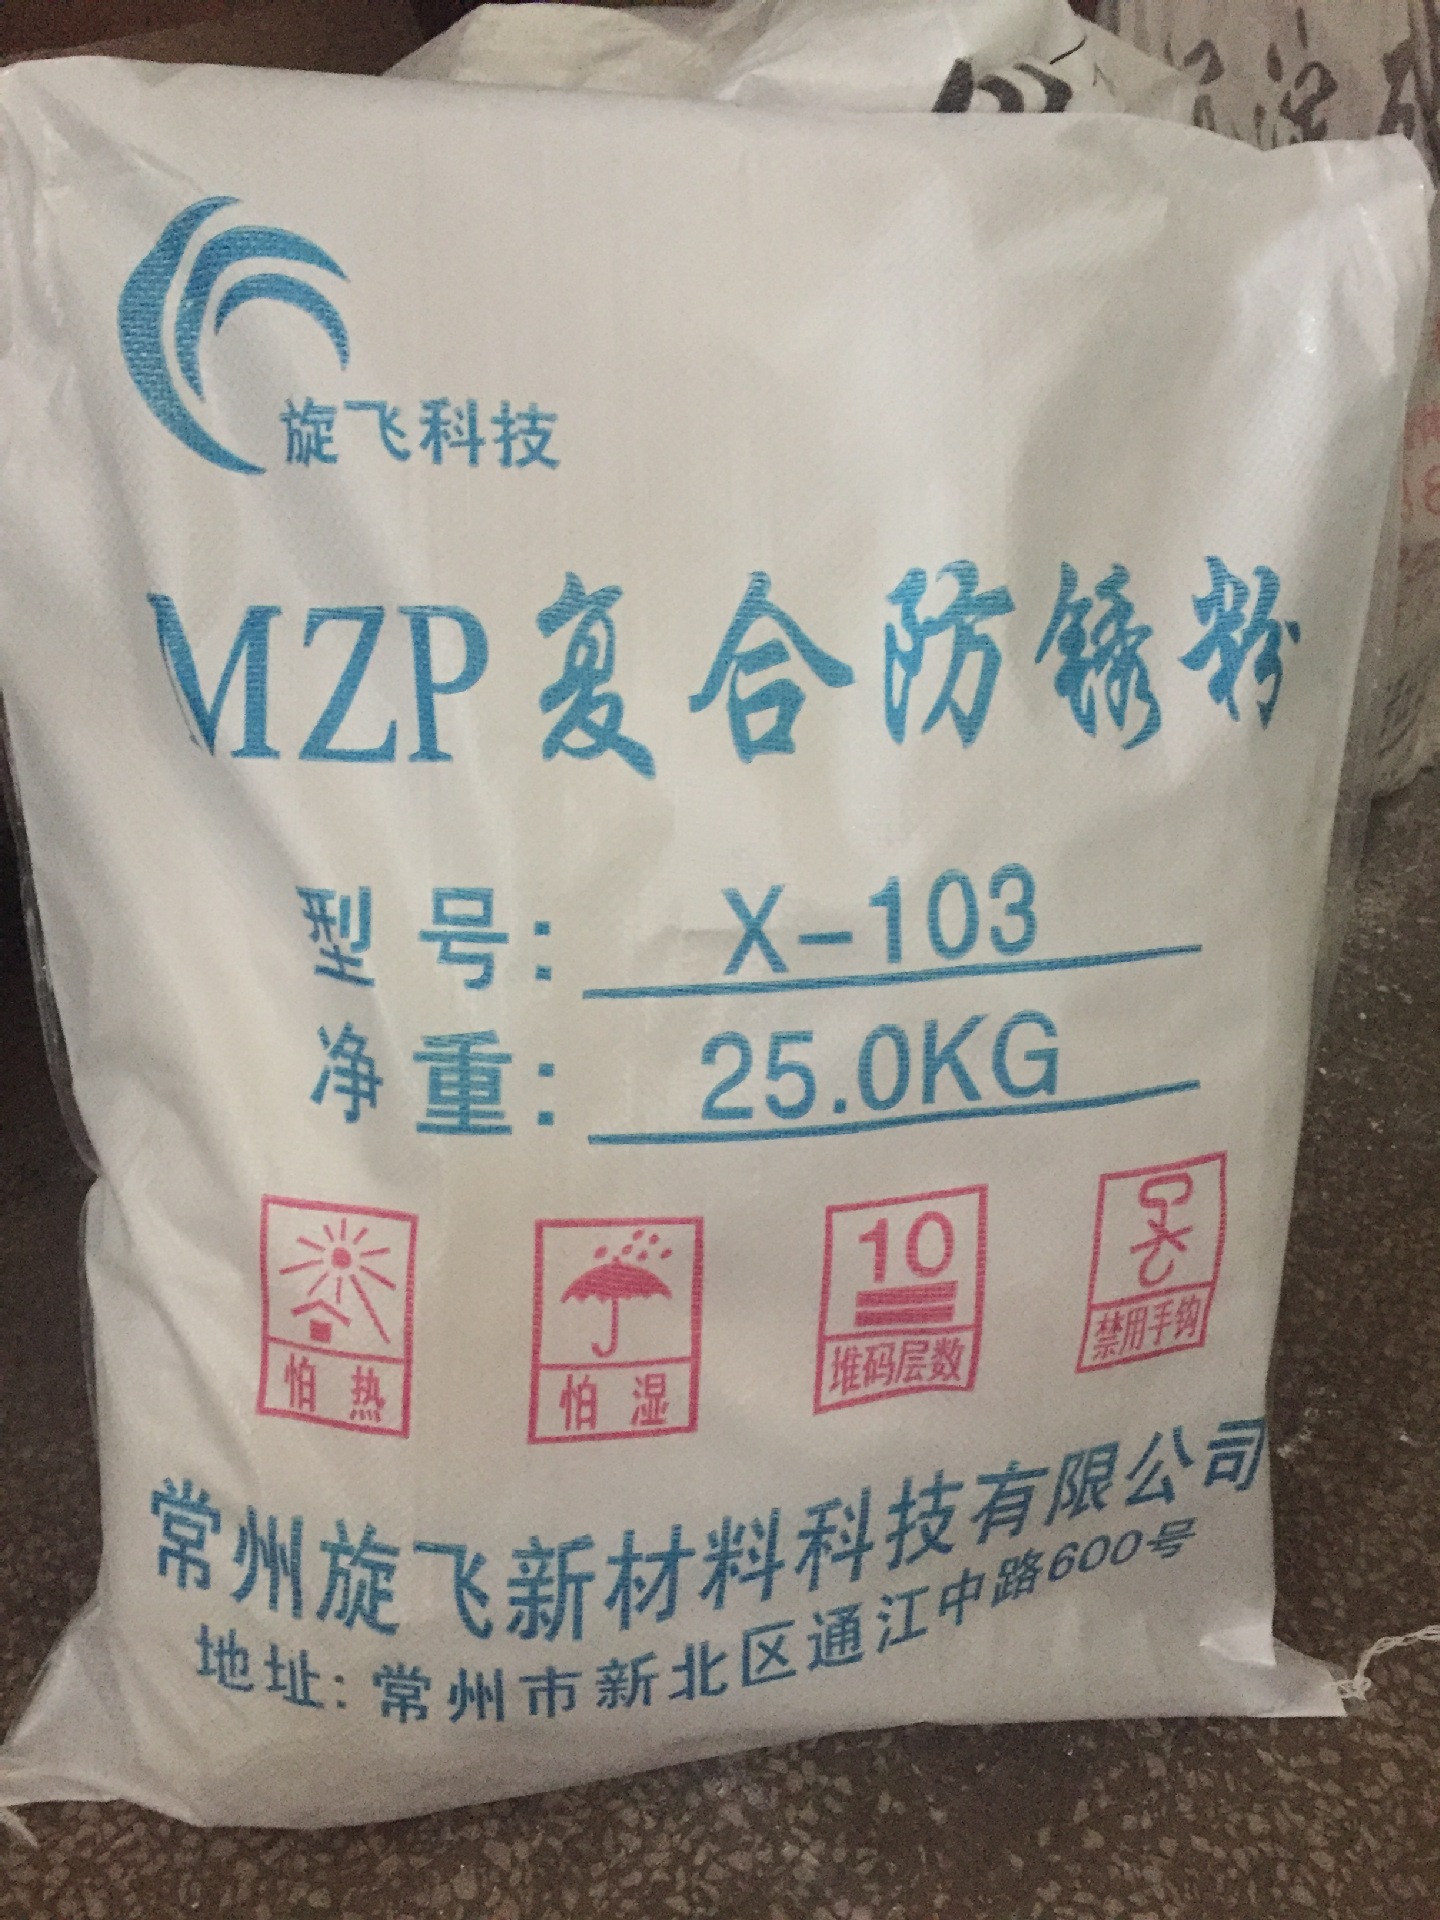 旋飞科技
MZP复合防锈粉
型号: X-103
净重: 25.0KG
怕热
怕湿
10
堆码层数
禁用手钩
常州旋飞新材料科技有限公司
地址:常州市新北区通江中路600号